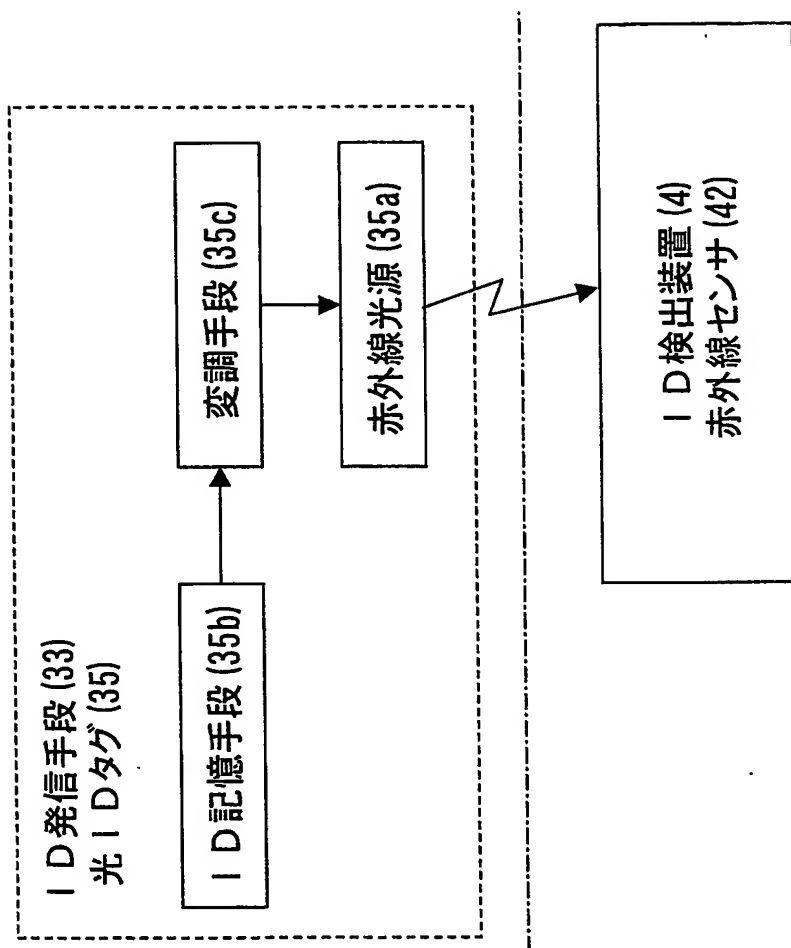 ID発信手段(33)
光IDタグ(35)
ID記憶手段(35b)
変調手段(35c)
赤外線光源(35a)
ID検出装置(4)
赤外線センサ(42)